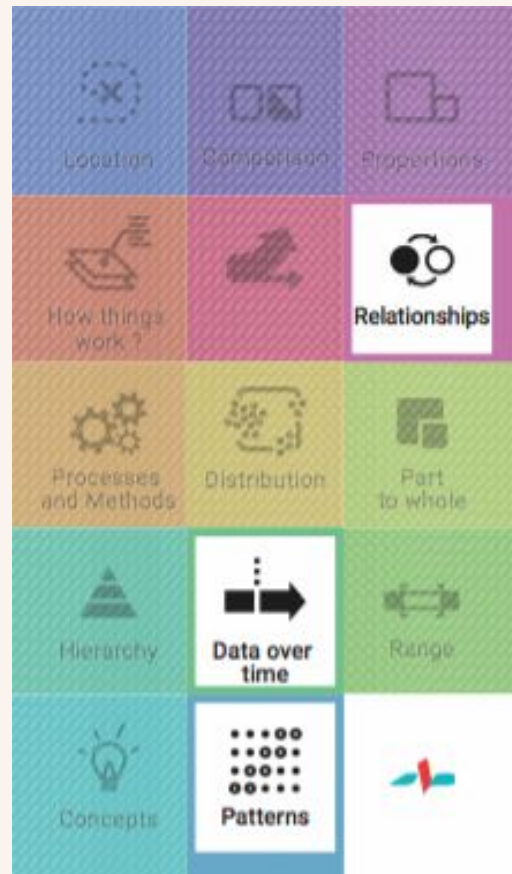 Location
Comparison
Proportions
How things
work ?
Relationships
Processes
and Methods
Distribution
Part
to whole
Hierarchy
Data over
time
Range
Concepts
Patterns